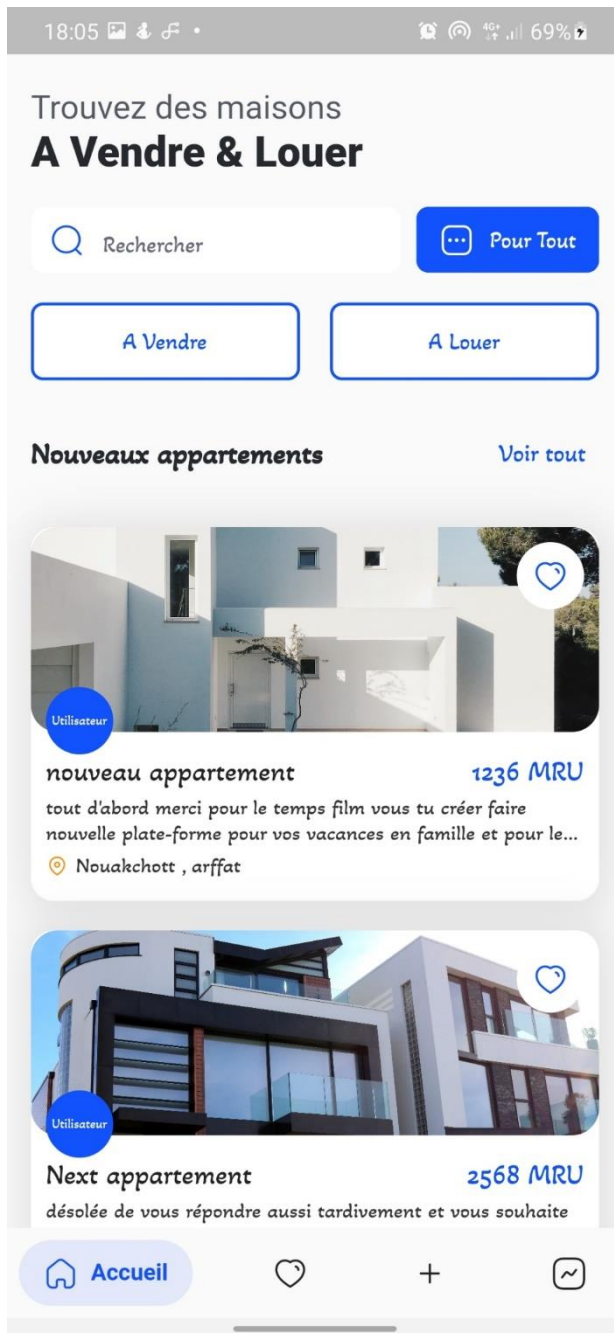 18:05
4G+ 69%
Trouvez des maisons
A Vendre & Louer
Rechercher
Pour Tout
A Vendre
A Louer
Nouveaux appartements
Voir tout
Utilisateur
nouveau appartement
1236 MRU
tout d'abord merci pour le temps film vous tu créer faire
nouvelle plate-forme pour vos vacances en famille et pour le...
Nouakchott , arffat
Utilisateur
Next appartement
2568 MRU
désolée de vous répondre aussi tardivement et vous souhaite
Accueil